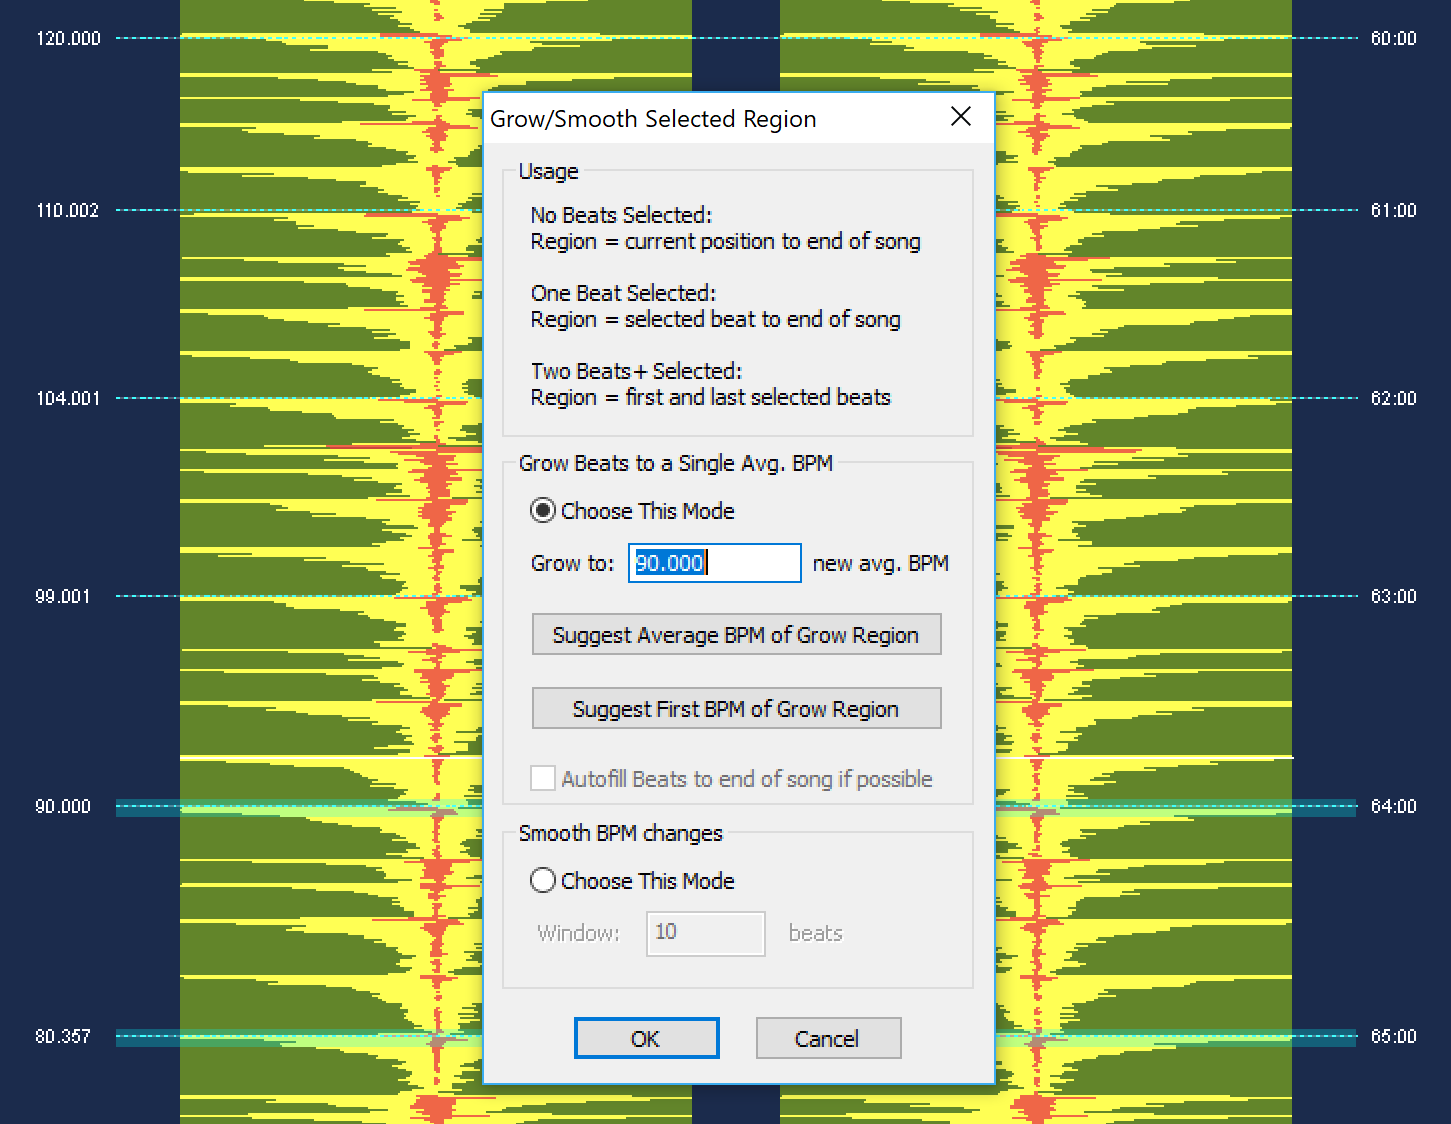 120.000
60:00
Grow/Smooth Selected Region
Usage
110.002
No Beats Selected:
61:00
Region = current position to end of song
One Beat Selected:
Region = selected beat to end of song
Two Beats+ Selected:
104.001
Region = first and last selected beats
62:00
Grow Beats to a Single Avg. BPM
Choose This Mode
Grow to: 90.000 new avg. BPM
99.001
63:00
Suggest Average BPM of Grow Region
Suggest First BPM of Grow Region
Autofill Beats to end of song if possible
90.000
64:00
Smooth BPM changes
Choose This Mode
Window: 10 beats
80.357
OK
Cancel
65:00